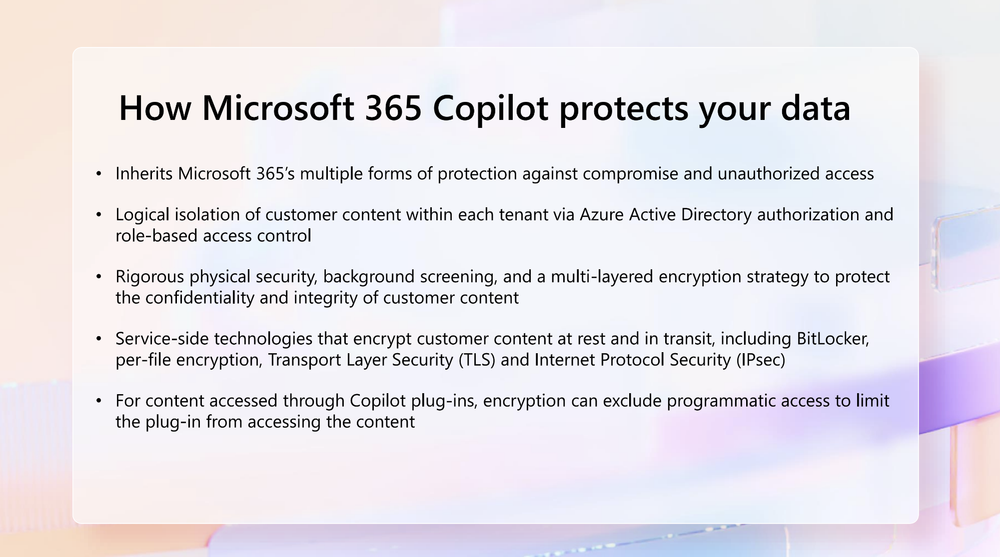 How Microsoft 365 Copilot protects your data
• Inherits Microsoft 365’s multiple forms of protection against compromise and unauthorized access
• Logical isolation of customer content within each tenant via Azure Active Directory authorization and
role-based access control
• Rigorous physical security, background screening, and a multi-layered encryption strategy to protect
the confidentiality and integrity of customer content
• Service-side technologies that encrypt customer content at rest and in transit, including BitLocker,
per-file encryption, Transport Layer Security (TLS) and Internet Protocol Security (IPsec)
• For content accessed through Copilot plug-ins, encryption can exclude programmatic access to limit
the plug-in from accessing the content